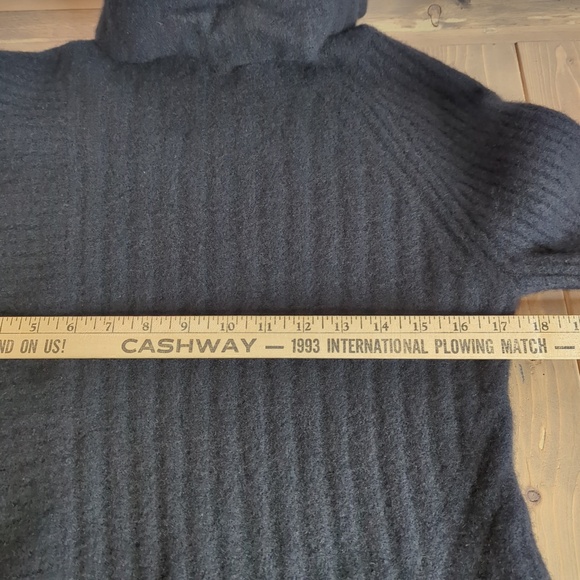 5 6 7 8 9 10 11 12 13 14 15 16 17 18
ND ON US! CASHWAY — 1993 INTERNATIONAL PLOWING MATCH —